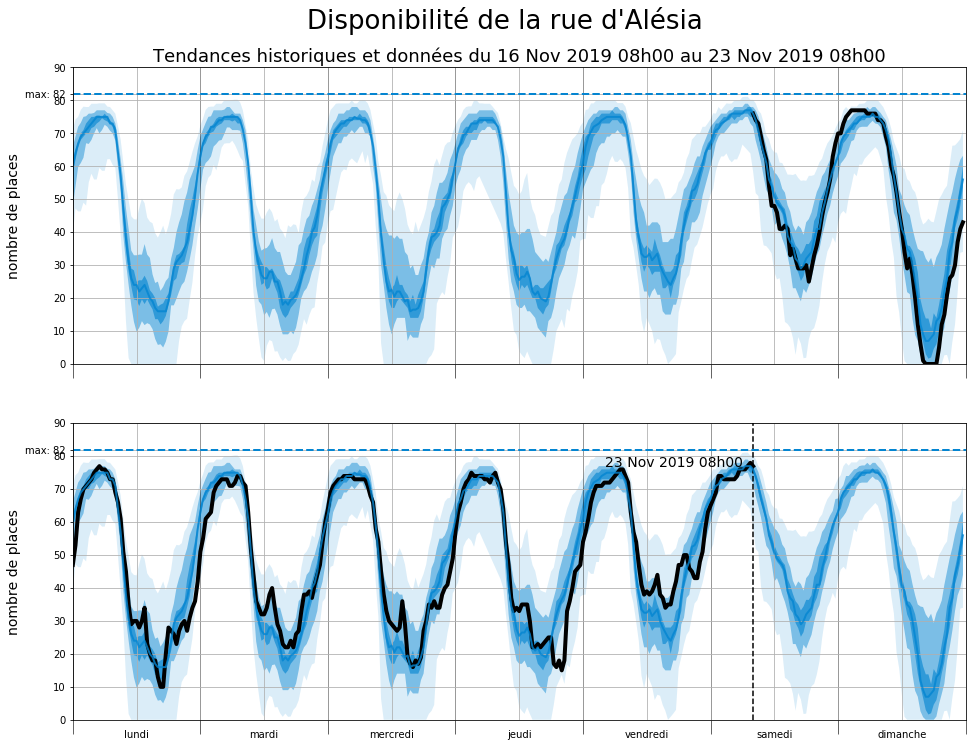 Disponibilité de la rue d'Alésia
Tendances historiques et données du 16 Nov 2019 08h00 au 23 Nov 2019 08h00
90
max: 82
80
70
60
50
40
30
20
10
0
nombre de places
90
max: 82
80
70
60
50
40
30
20
10
0
nombre de places
23 Nov 2019 08h00
lundi mardi mercredi jeudi vendredi samedi dimanche